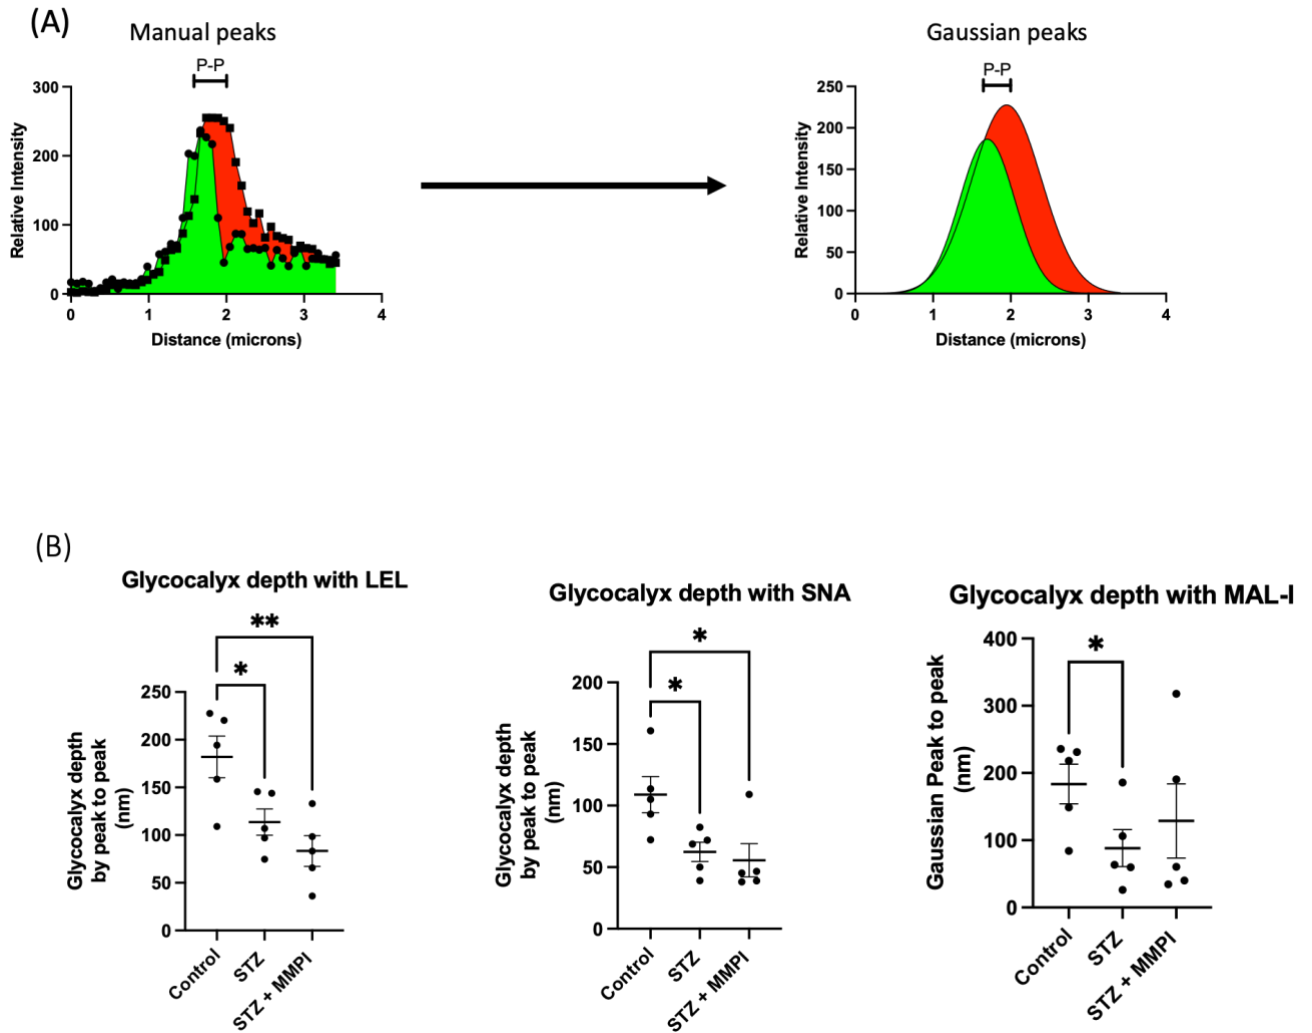 (A)
Manual peaks
Gaussian peaks
P-P
P-P
Relative Intensity
300
200
100
0
0 1 2 3 4
Distance (microns)
Relative Intensity
250
200
150
100
50
0
0 1 2 3 4
Distance (microns)
(B)
Glycocalyx depth with LEL
**
*
Glycocalyx depth
by peak to peak
(nm)
250
200
150
100
50
0
Control
STZ
STZ + MMPI
Glycocalyx depth with SNA
*
*
Glycocalyx depth
by peak to peak
(nm)
200
150
100
50
0
Control
STZ
STZ + MMPI
Glycocalyx depth with MAL-I
*
Gaussian Peak to peak
(nm)
400
300
200
100
0
Control
STZ
STZ + MMPI